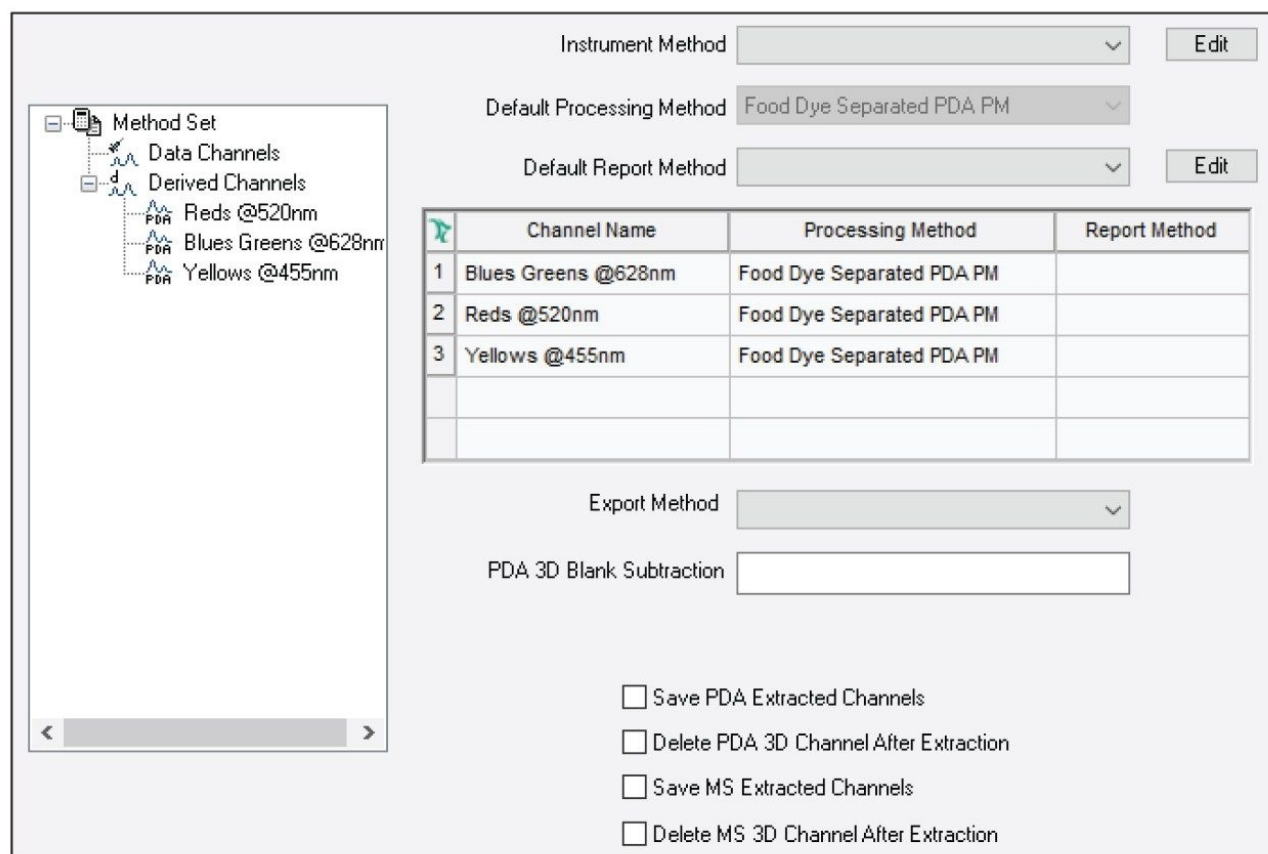 Instrument Method
Edit
Default Processing Method Food Dye Separated PDA PM
Default Report Method
Edit
Method Set
Data Channels
Derived Channels
PDA Reds @520nm
PDA Blues Greens @628nm
PDA Yellows @455nm
Channel Name Processing Method Report Method
1 Blues Greens @628nm Food Dye Separated PDA PM
2 Reds @520nm Food Dye Separated PDA PM
3 Yellows @455nm Food Dye Separated PDA PM
Export Method
PDA 3D Blank Subtraction
Save PDA Extracted Channels
Delete PDA 3D Channel After Extraction
Save MS Extracted Channels
Delete MS 3D Channel After Extraction